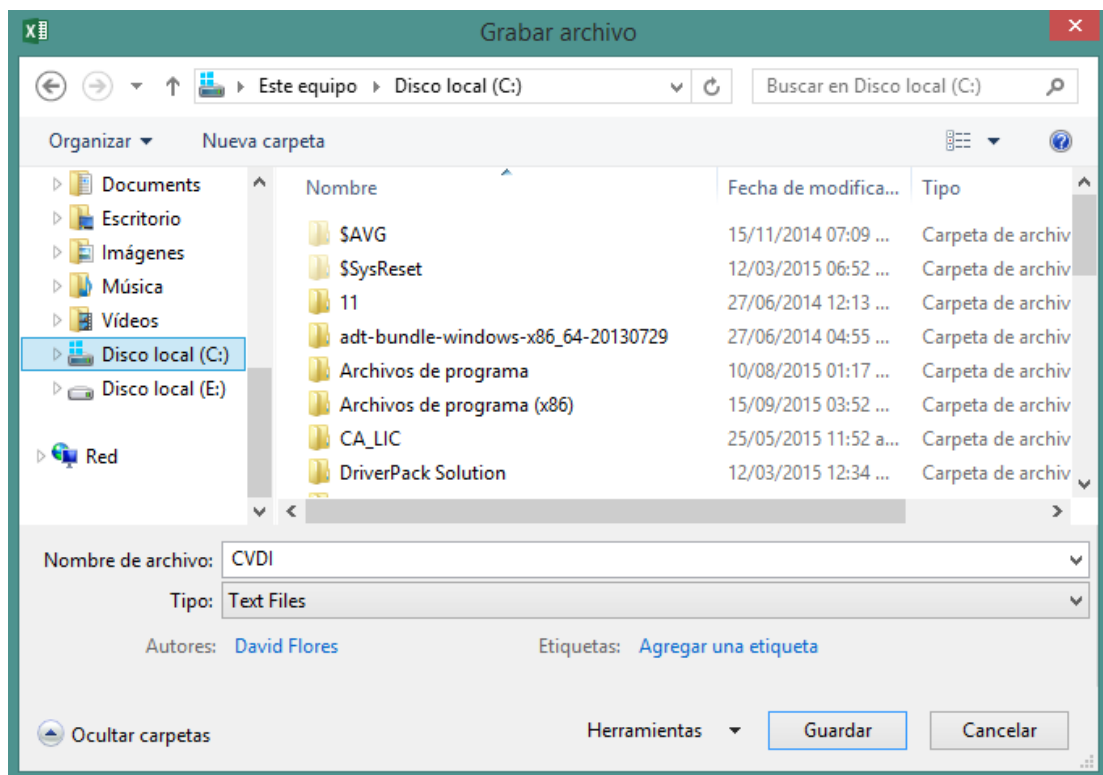 Grabar archivo
Este equipo Disco local (C:) Buscar en Disco local (C:)
Organizar Nueva carpeta
Documents
Escritorio
Imágenes
Música
Vídeos
Disco local (C:)
Disco local (E:)
Red
Nombre Fecha de modifica... Tipo
$AVG 15/11/2014 07:09 ... Carpeta de archiv
$SysReset 12/03/2015 06:52 ... Carpeta de archiv
11 27/06/2014 12:13 ... Carpeta de archiv
adt-bundle-windows-x86_64-20130729 27/06/2014 04:55 ... Carpeta de archiv
Archivos de programa 10/08/2015 01:17 ... Carpeta de archiv
Archivos de programa (x86) 15/09/2015 03:52 ... Carpeta de archiv
CA_LIC 25/05/2015 11:52 a... Carpeta de archiv
DriverPack Solution 12/03/2015 12:34 ... Carpeta de archiv
Nombre de archivo: CVDI
Tipo: Text Files
Autores: David Flores Etiquetas: Agregar una etiqueta
Ocultar carpetas Herramientas Guardar Cancelar